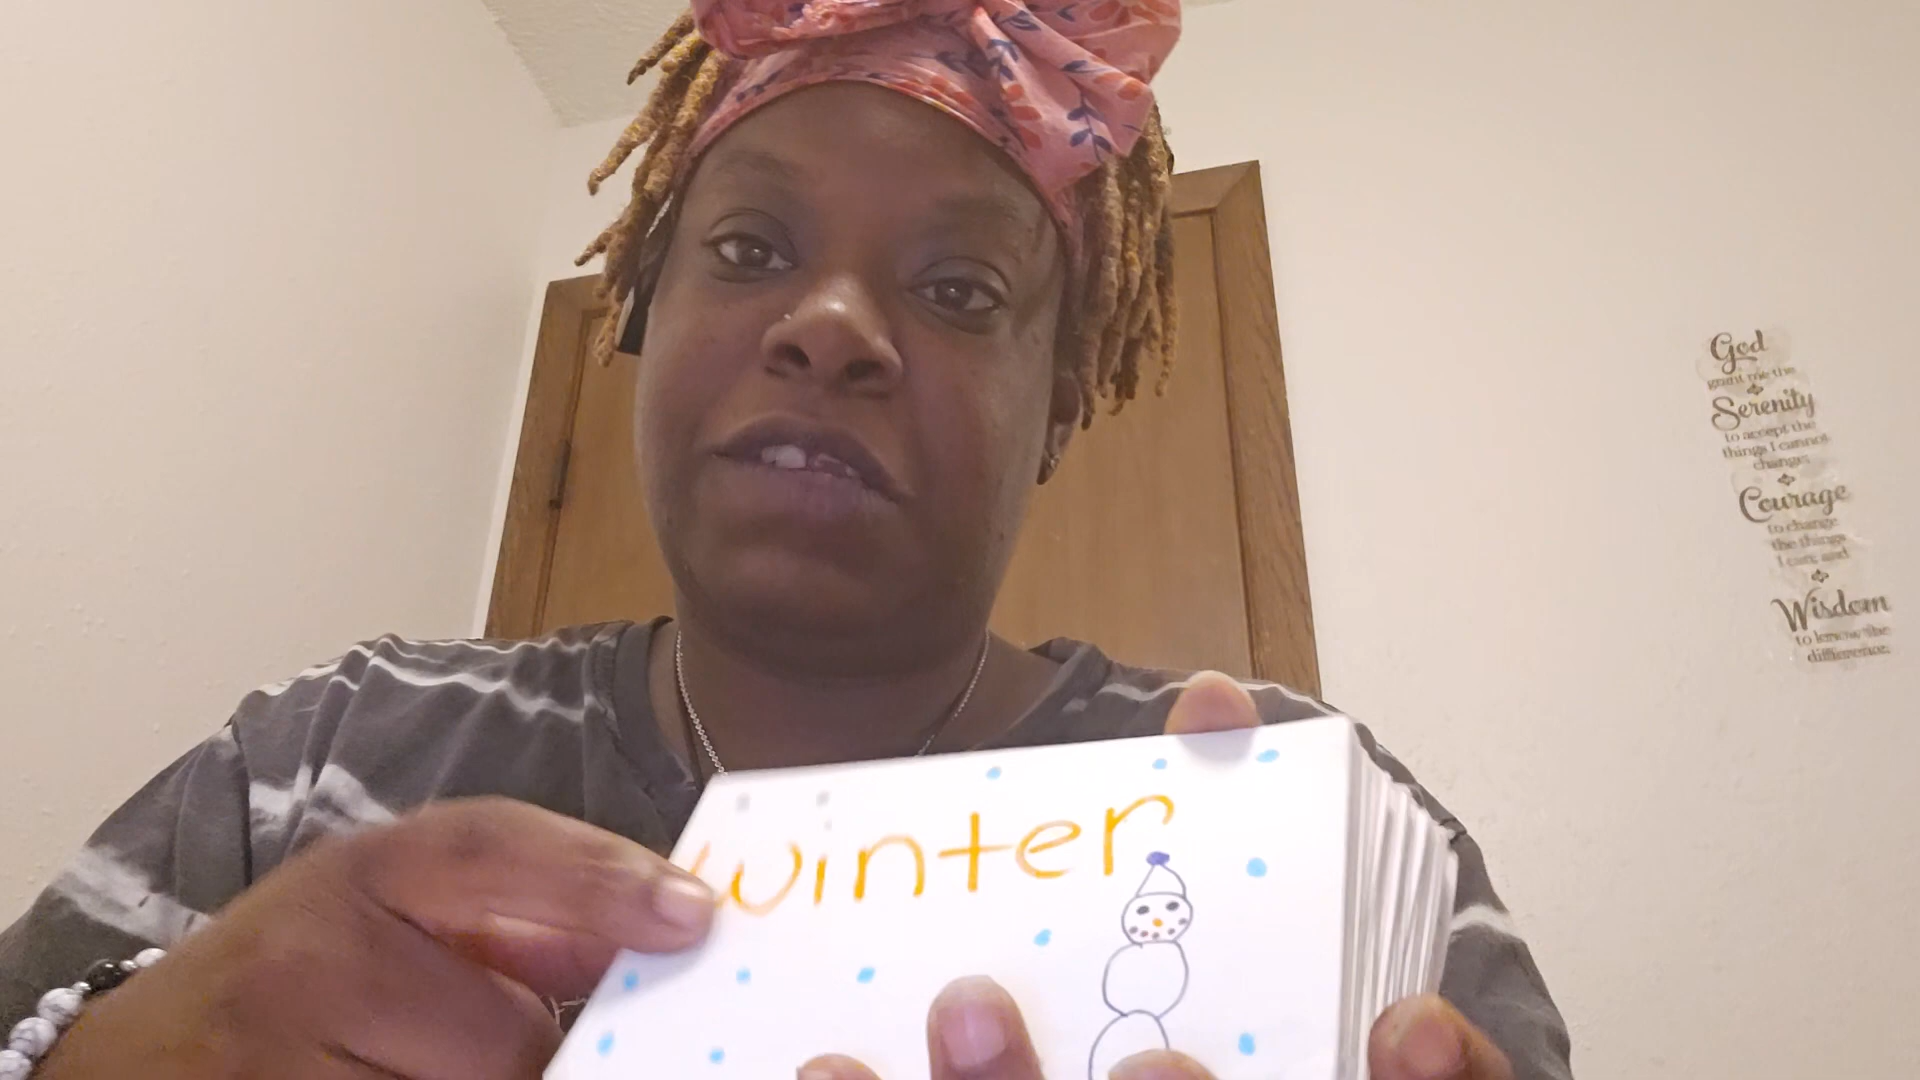 winter
God
grant me the
Serenity
to accept the
things I cannot
change;
Courage
to change
the things
I can; and
Wisdom
to know the
difference.